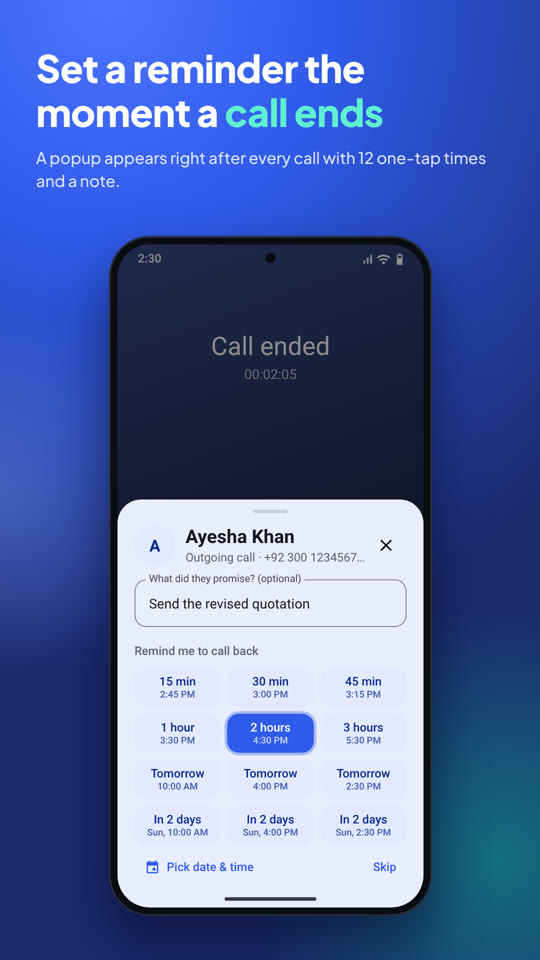 Set a reminder the
moment a call ends
A popup appears right after every call with 12 one-tap times
and a note.
2:30
Call ended
00:02:05
A
Ayesha Khan
Outgoing call · +92 300 1234567...
What did they promise? (optional)
Send the revised quotation
Remind me to call back
15 min 30 min 45 min
2:45 PM 3:00 PM 3:15 PM
1 hour 2 hours 3 hours
3:30 PM 4:30 PM 5:30 PM
Tomorrow Tomorrow Tomorrow
10:00 AM 4:00 PM 2:30 PM
In 2 days In 2 days In 2 days
Sun, 10:00 AM Sun, 4:00 PM Sun, 2:30 PM
Pick date & time Skip